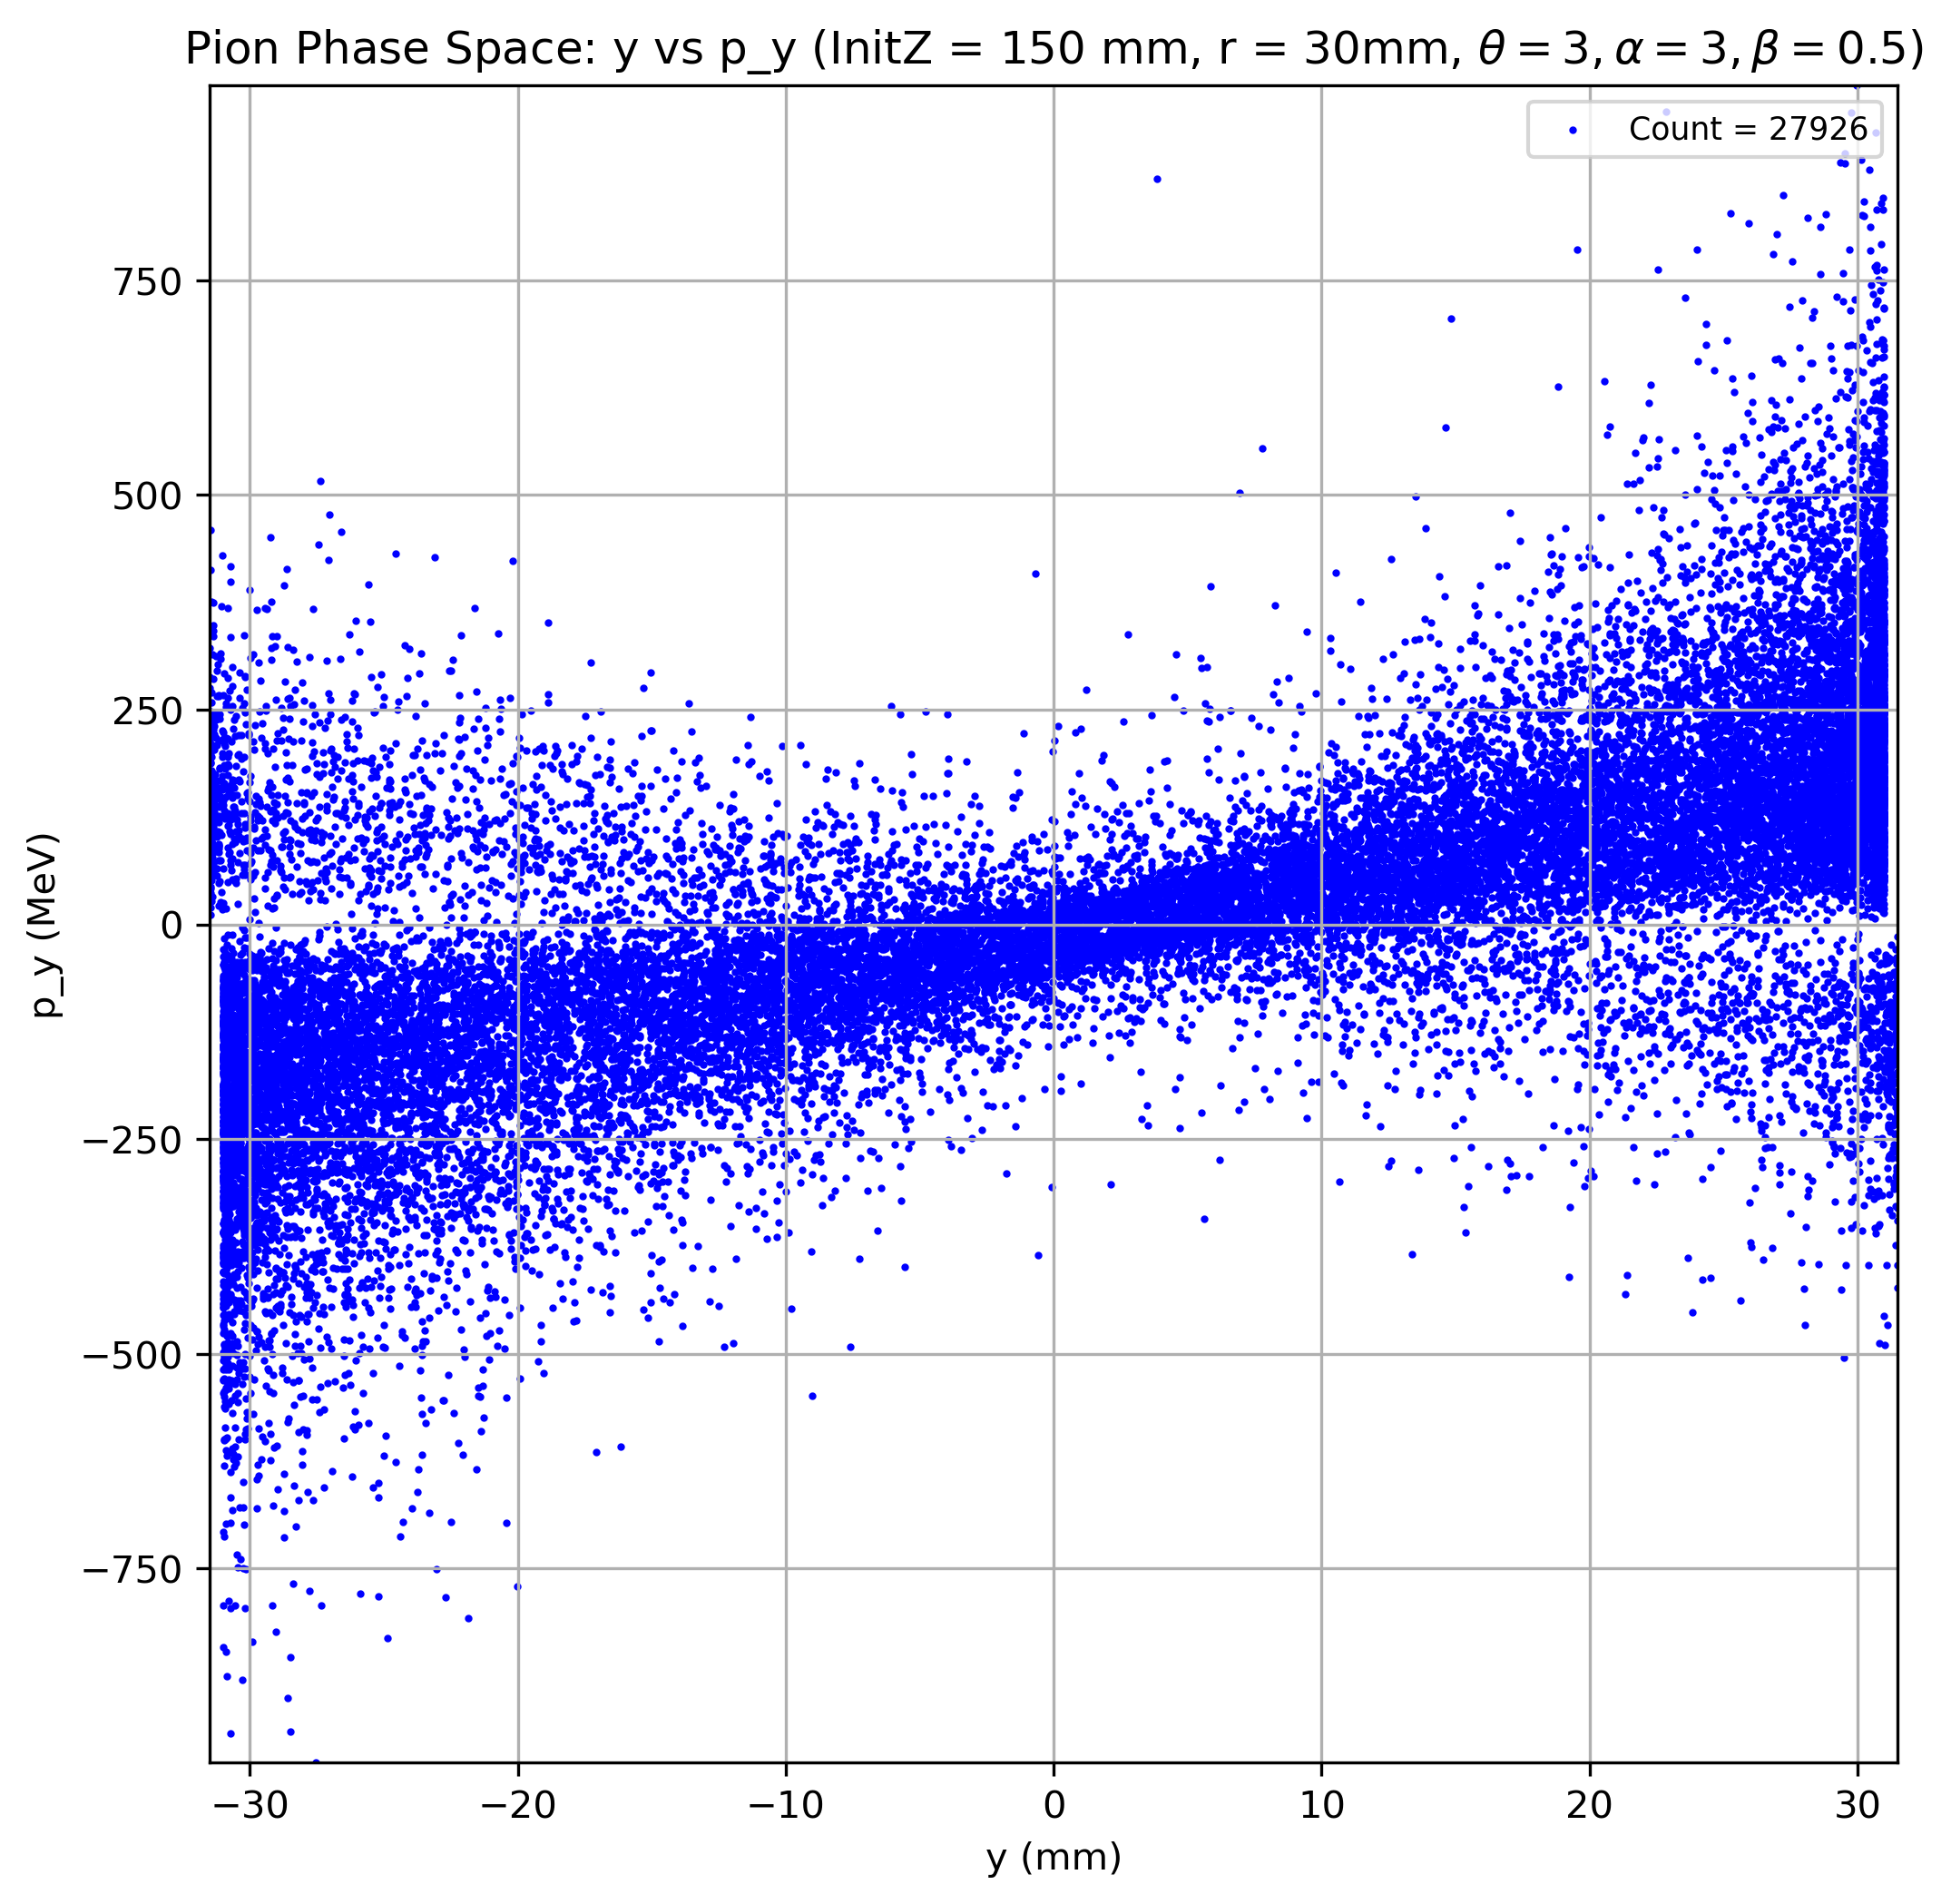 Pion Phase Space: y vs p_y (InitZ = 150 mm, r = 30mm, θ = 3, α = 3, β = 0.5)
Count = 27926
750
500
250
0
−250
−500
−750
p_y (MeV)
−30 −20 −10 0 10 20 30
y (mm)